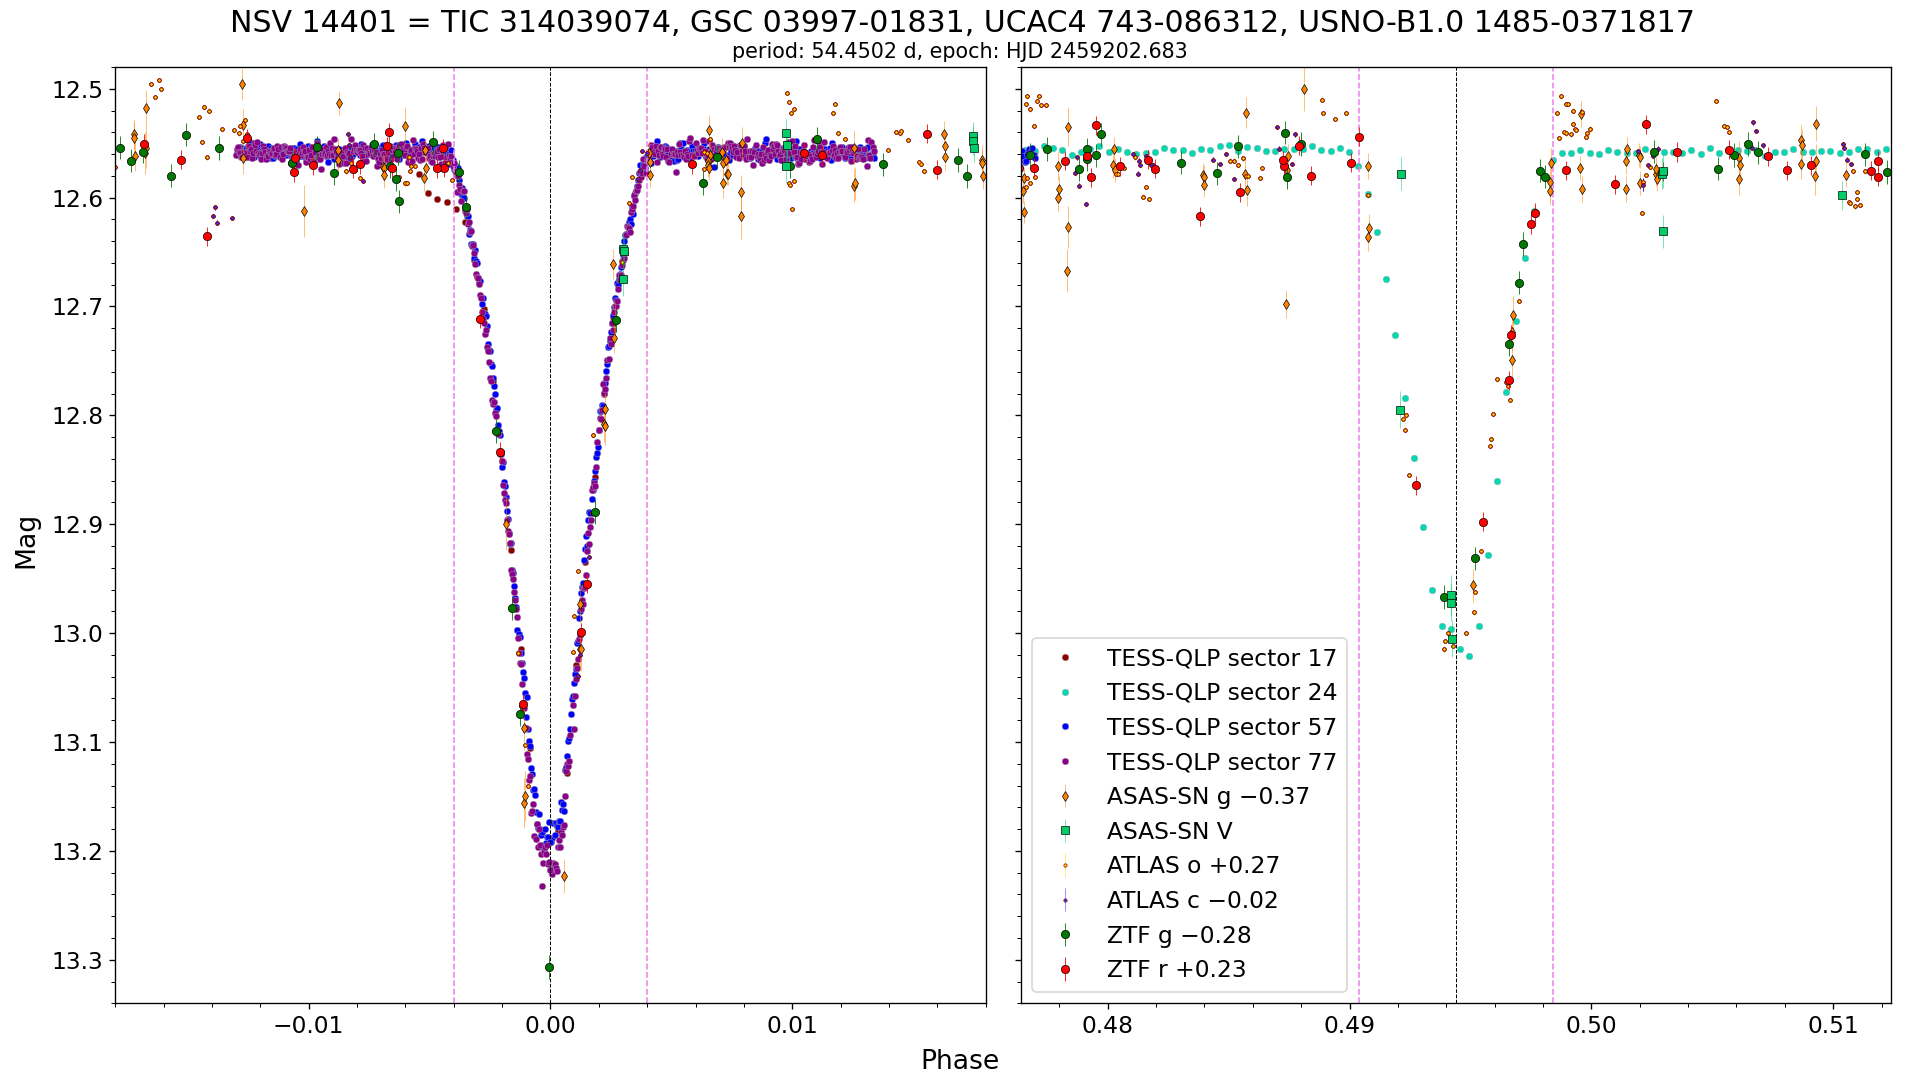 NSV 14401 = TIC 314039074, GSC 03997-01831, UCAC4 743-086312, USNO-B1.0 1485-0371817
period: 54.4502 d, epoch: HJD 2459202.683
12.5
12.6
12.7
12.8
12.9
13.0
13.1
13.2
13.3
Mag
−0.01
0.00
0.01
TESS-QLP sector 17
TESS-QLP sector 24
TESS-QLP sector 57
TESS-QLP sector 77
ASAS-SN g −0.37
ASAS-SN V
ATLAS o +0.27
ATLAS c −0.02
ZTF g −0.28
ZTF r +0.23
0.48
0.49
0.50
0.51
Phase